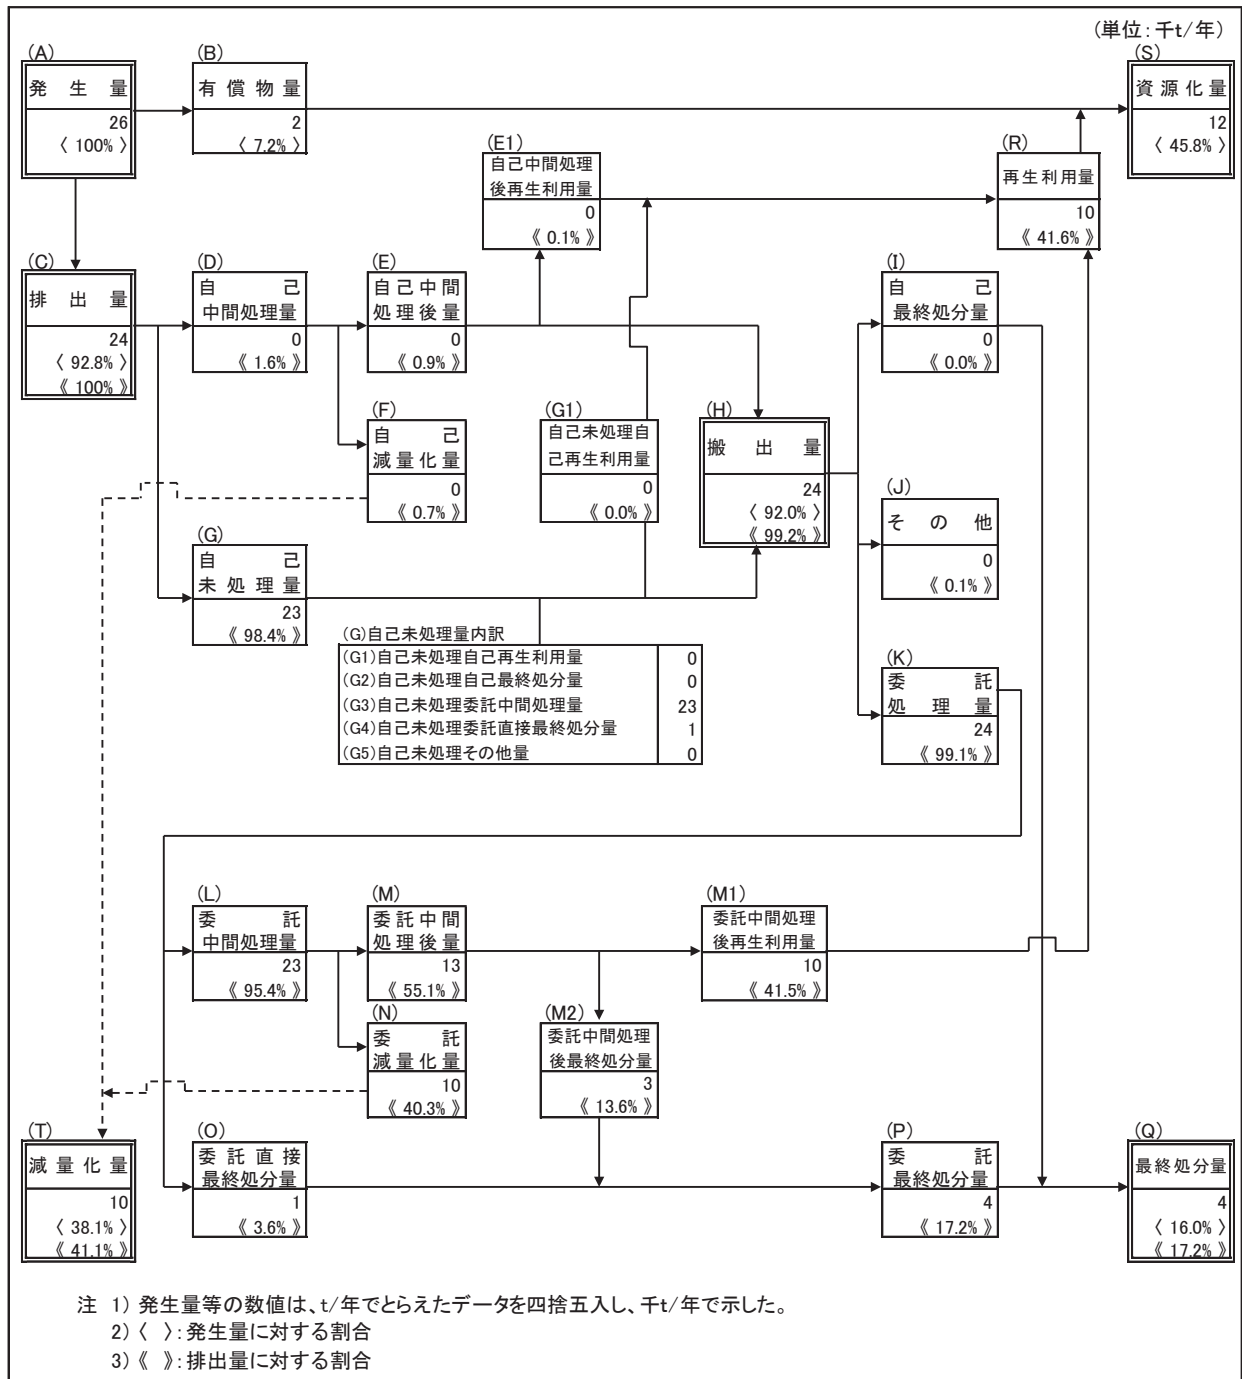 (単位:千t/年)
(A)
発生量
26
〈 100% 〉
(B)
有償物量
2
〈 7.2% 〉
(S)
資源化量
12
〈 45.8% 〉
(E1)
自己中間処理
後再生利用量
0
《 0.1% 》
(R)
再生利用量
10
《 41.6% 》
(C)
排出量
24
〈 92.8% 〉
《 100% 》
(D)
自己
中間処理量
0
《 1.6% 》
(E)
自己中間
処理後量
0
《 0.9% 》
(I)
自己
最終処分量
0
《 0.0% 》
(F)
自己
減量化量
0
《 0.7% 》
(G1)
自己未処理自
己再生利用量
0
《 0.0% 》
(H)
搬出量
24
〈 92.0% 〉
《 99.2% 》
(J)
その他
0
《 0.1% 》
(G)
自己
未処理量
23
《 98.4% 》
(G)自己未処理量内訳
(G1)自己未処理自己再生利用量 0
(G2)自己未処理自己最終処分量 0
(G3)自己未処理委託中間処理量 23
(G4)自己未処理委託直接最終処分量 1
(G5)自己未処理その他量 0
(K)
委託
処理量
24
《 99.1% 》
(L)
委託
中間処理量
23
《 95.4% 》
(M)
委託中間
処理後量
13
《 55.1% 》
(M1)
委託中間処理
後再生利用量
10
《 41.5% 》
(N)
委託
減量化量
10
《 40.3% 》
(M2)
委託中間処理
後最終処分量
3
《 13.6% 》
(T)
減量化量
10
〈 38.1% 〉
《 41.1% 》
(O)
委託直接
最終処分量
1
《 3.6% 》
(P)
委託
最終処分量
4
《 17.2% 》
(Q)
最終処分量
4
〈 16.0% 〉
《 17.2% 》
注 1) 発生量等の数値は、t/年でとらえたデータを四捨五入し、千t/年で示した。
2) 〈 〉:発生量に対する割合
3) 《 》:排出量に対する割合